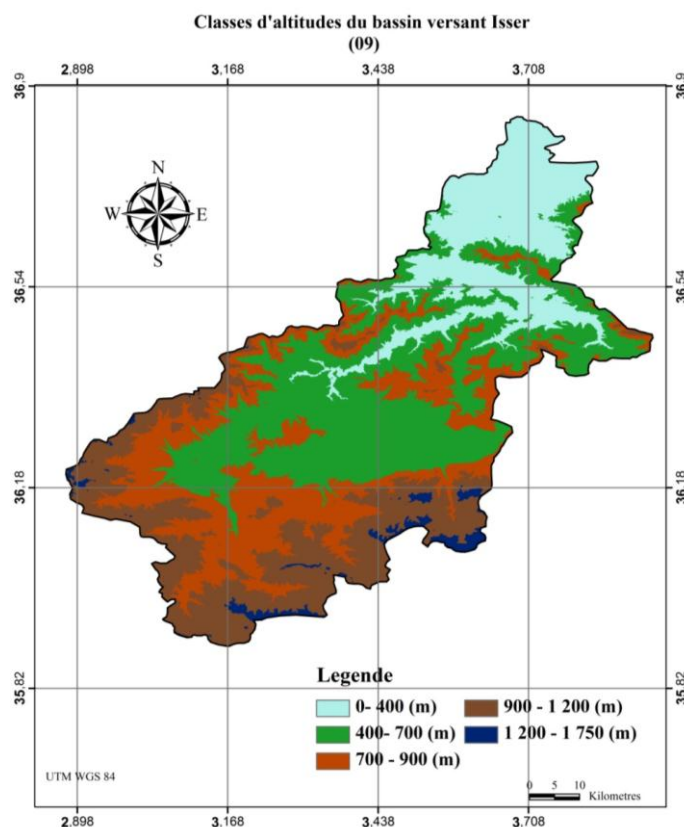 Classes d'altitudes du bassin versant Isser
(09)
2,898 3,168 3,438 3,708
36,9 36,9
N
W E
S
36,54 36,54
36,18 36,18
35,82 35,82
Legende
0- 400 (m) 900 - 1 200 (m)
400- 700 (m) 1 200 - 1 750 (m)
700 - 900 (m)
UTM WGS 84
0 5 10
Kilometres
2,898 3,168 3,438 3,708